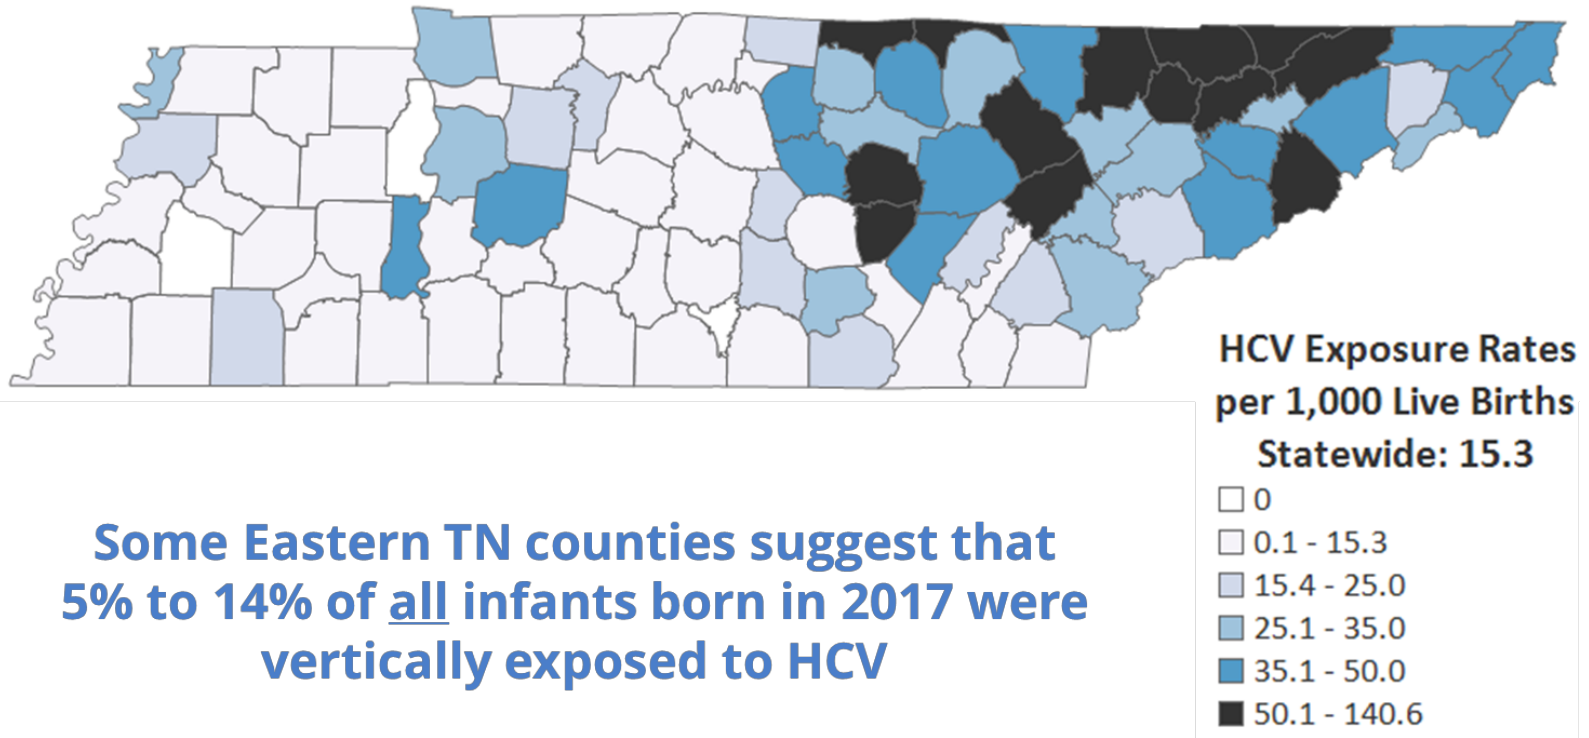 HCV Exposure Rates
per 1,000 Live Births
Statewide: 15.3
0
0.1 - 15.3
15.4 - 25.0
25.1 - 35.0
35.1 - 50.0
50.1 - 140.6
Some Eastern TN counties suggest that
5% to 14% of all infants born in 2017 were
vertically exposed to HCV